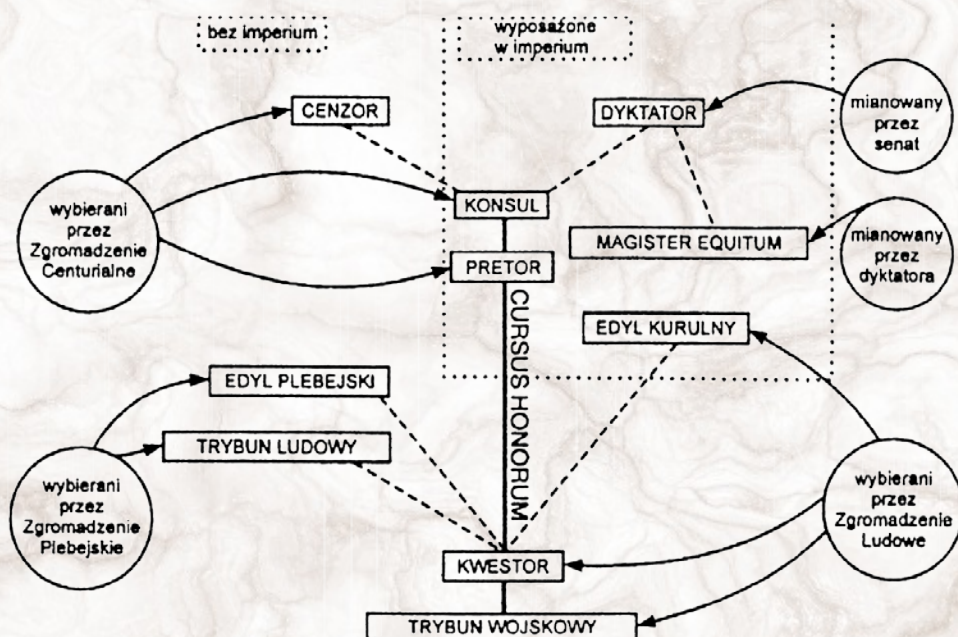 bez imperium
wyposażone
w imperium
CENZOR
DYKTATOR
mianowany
przez
senat
wybierani
przez
Zgromadzenie
Centurialne
KONSUL
MAGISTER EQUITUM
mianowany
przez
dyktatora
PRETOR
CURSUS HONORUM
EDYL KURULNY
EDYL PLEBEJSKI
TRYBUN LUDOWY
wybierani
przez
Zgromadzenie
Plebejskie
wybierani
przez
Zgromadzenie
Ludowe
KWESTOR
TRYBUN WOJSKOWY